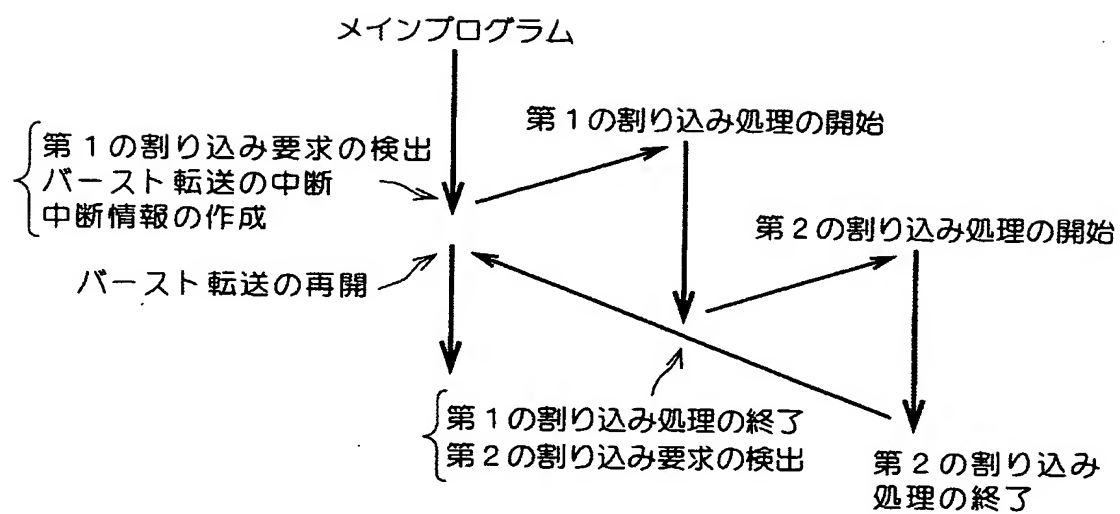 メインプログラム
第1の割り込み処理の開始
第1の割り込み要求の検出
バースト転送の中断
中断情報の作成
第2の割り込み処理の開始
バースト転送の再開
第1の割り込み処理の終了
第2の割り込み要求の検出
第2の割り込み
処理の終了